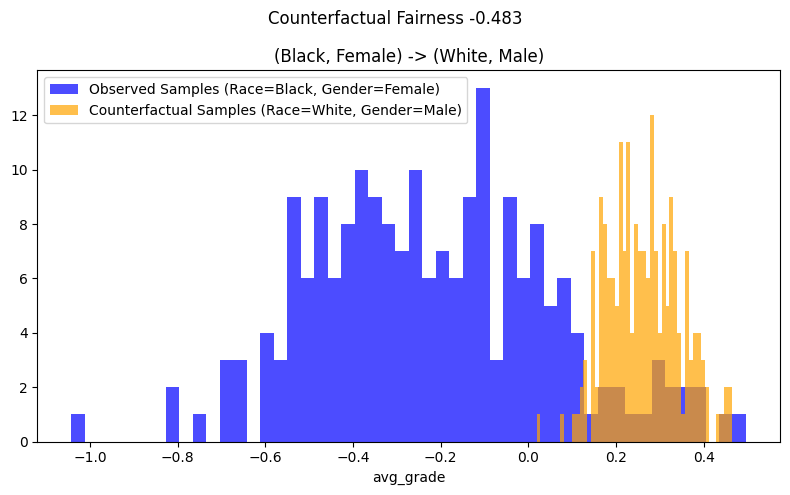 Counterfactual Fairness -0.483
(Black, Female) -> (White, Male)
Observed Samples (Race=Black, Gender=Female)
Counterfactual Samples (Race=White, Gender=Male)
12
10
8
6
4
2
0
-1.0 -0.8 -0.6 -0.4 -0.2 0.0 0.2 0.4
avg_grade